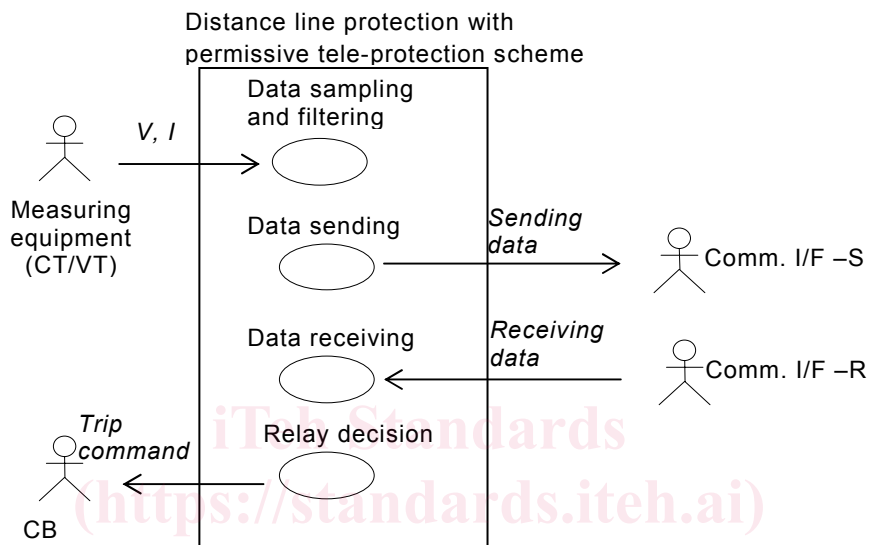 Distance line protection with
permissive tele-protection scheme
Data sampling
and filtering
V, I
Measuring
equipment
(CT/VT)
Data sending
Sending
data
Comm. I/F –S
Data receiving
Receiving
data
Comm. I/F –R
Relay decision
Trip
command
CB
iTeh Standards
(https://standards.iteh.ai)